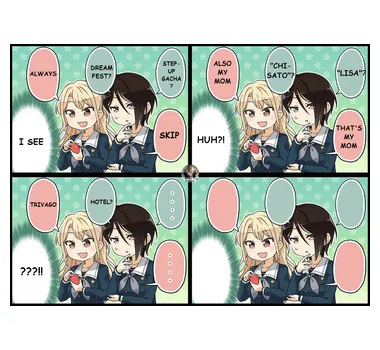 STEP-
UP
GACHA
?
SKIP
DREAM
FEST?
ALWAYS
I SEE
"LISA"?
THAT'S
MY MOM
"CHI-
SATO"?
ALSO
MY
MOM
HUH?!
....
....
HOTEL?
TRIVAGO
???!!